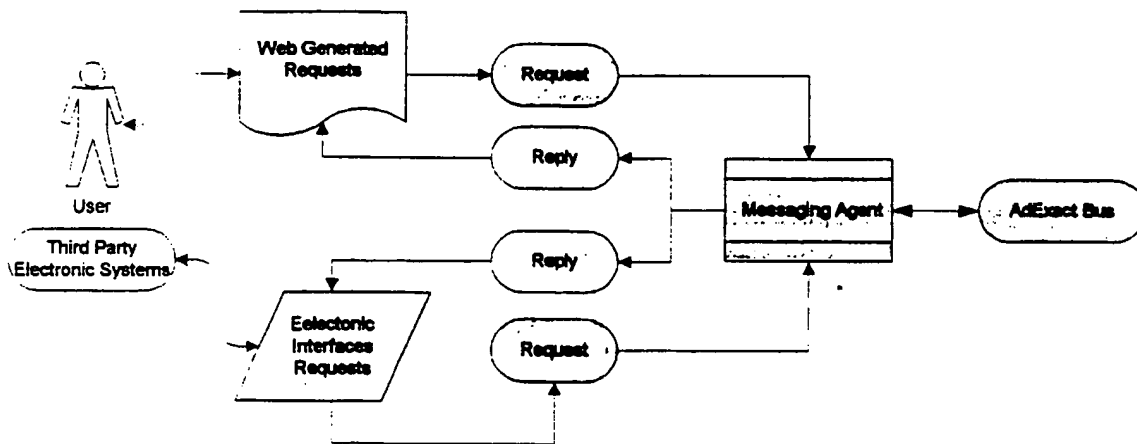 Web Generated
Requests
Request
Reply
User
Messaging Agent
AdExact Bus
Third Party
Electronic Systems
Reply
Eelectonic
Interfaces
Requests
Request